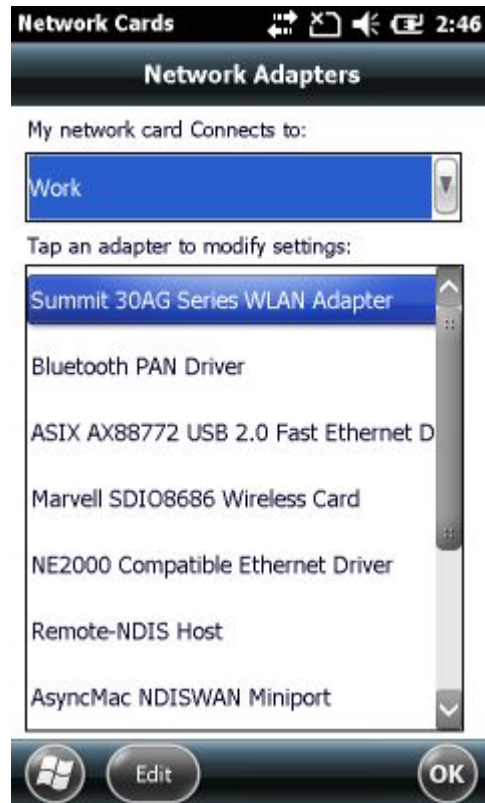 Network Cards 2:46
Network Adapters
My network card Connects to:
Work
Tap an adapter to modify settings:
Summit 30AG Series WLAN Adapter
Bluetooth PAN Driver
ASIX AX88772 USB 2.0 Fast Ethernet D
Marvell SDIO8686 Wireless Card
NE2000 Compatible Ethernet Driver
Remote-NDIS Host
AsyncMac NDISWAN Miniport
Edit OK